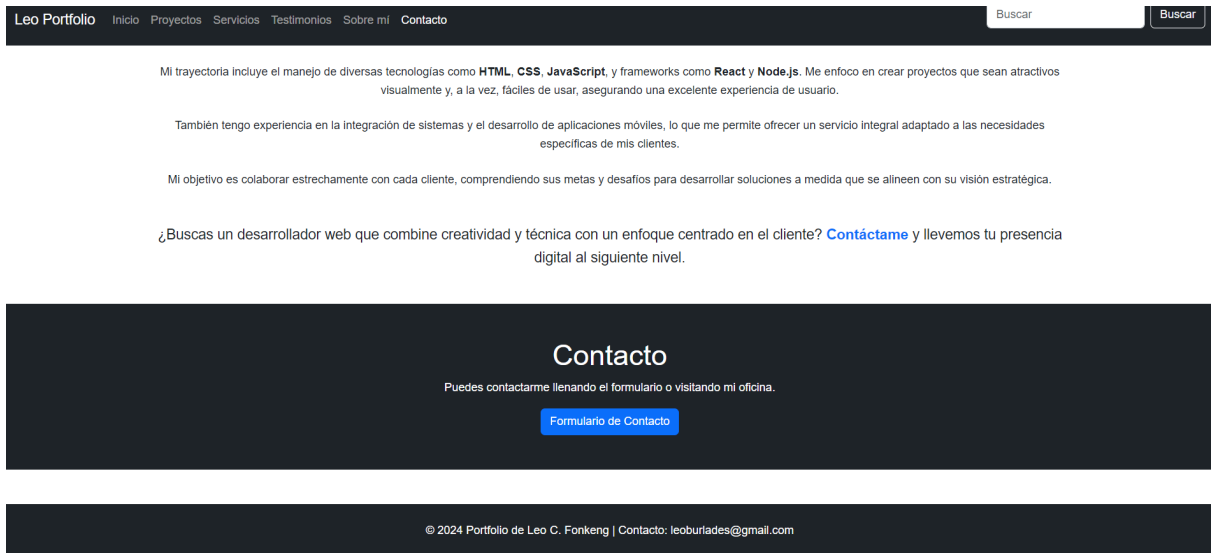 Leo Portfolio Inicio Proyectos Servicios Testimonios Sobre mí Contacto Buscar Buscar
Mi trayectoria incluye el manejo de diversas tecnologías como HTML, CSS, JavaScript, y frameworks como React y Node.js. Me enfoco en crear proyectos que sean atractivos
visualmente y, a la vez, fáciles de usar, asegurando una excelente experiencia de usuario.
También tengo experiencia en la integración de sistemas y el desarrollo de aplicaciones móviles, lo que me permite ofrecer un servicio integral adaptado a las necesidades
específicas de mis clientes.
Mi objetivo es colaborar estrechamente con cada cliente, comprendiendo sus metas y desafíos para desarrollar soluciones a medida que se alineen con su visión estratégica.
¿Buscas un desarrollador web que combine creatividad y técnica con un enfoque centrado en el cliente? Contáctame y llevemos tu presencia
digital al siguiente nivel.
Contacto
Puedes contactarme llenando el formulario o visitando mi oficina.
Formulario de Contacto
© 2024 Portfolio de Leo C. Fonkeng | Contacto: leoburlades@gmail.com